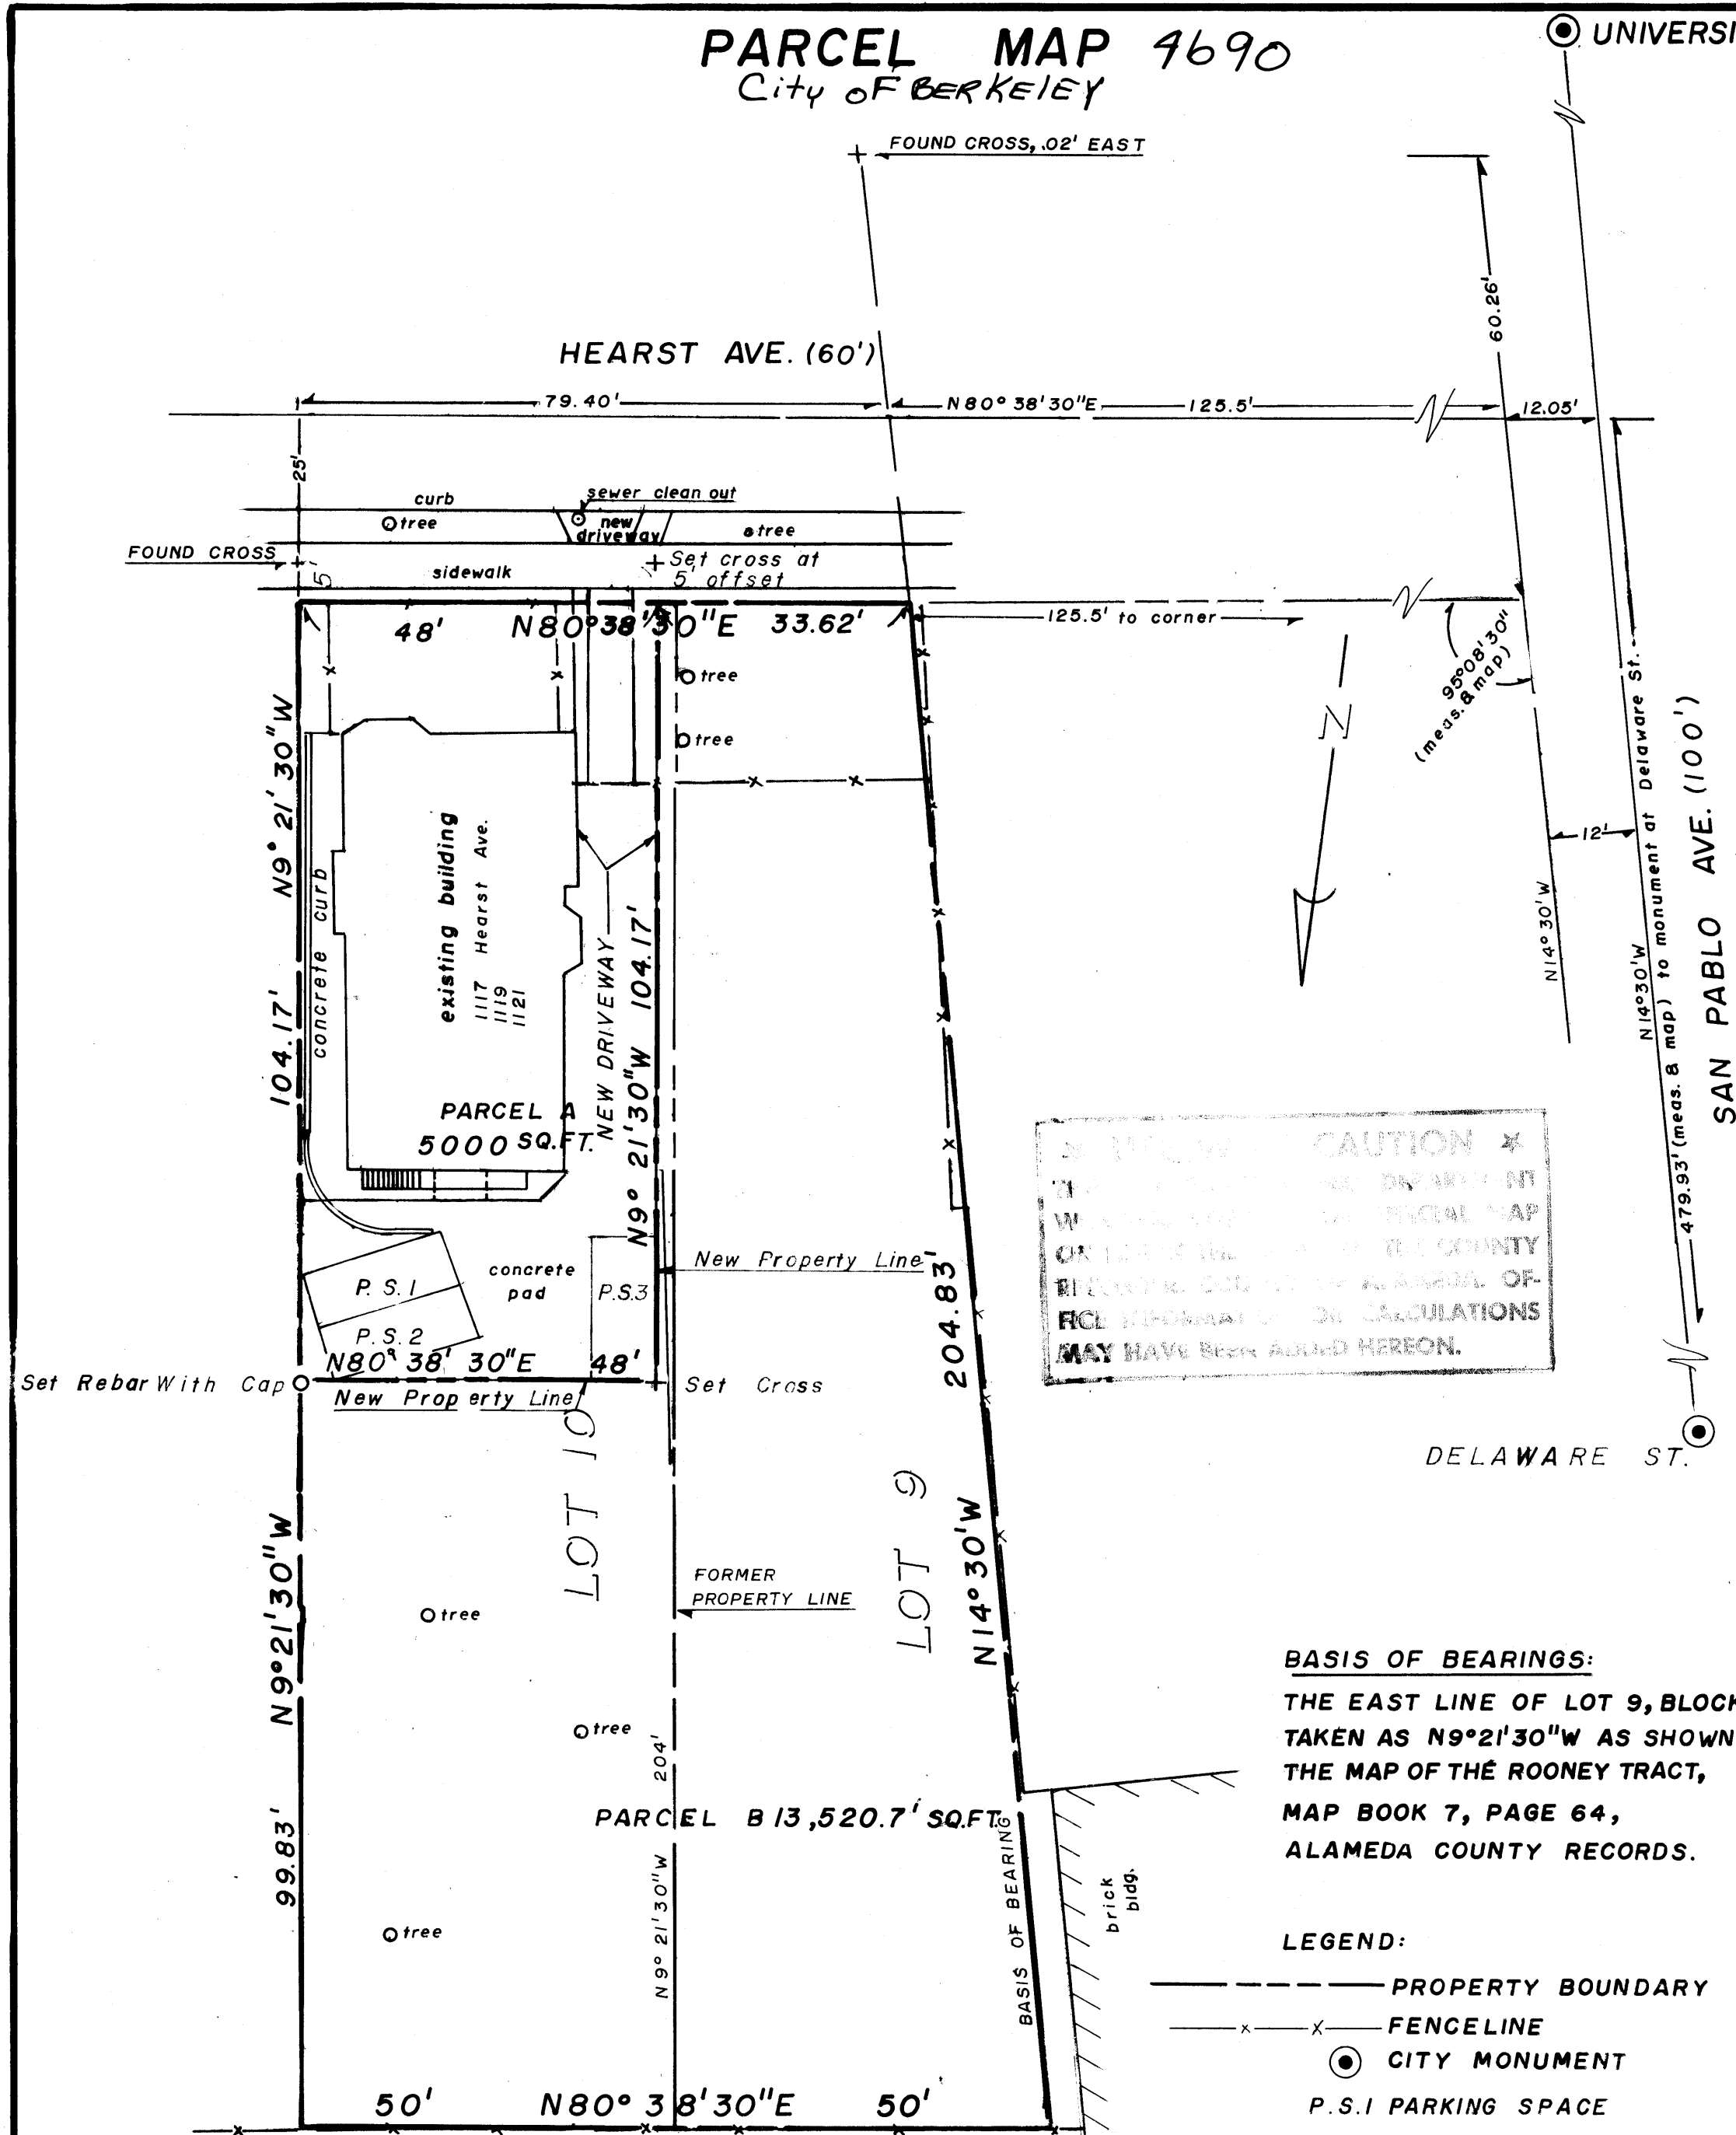 PARCEL MAP 4690
City OF BERKELEY
UNIVERSI
FOUND CROSS, .02' EAST
60.26'
HEARST AVE. (60')
79.40'
N80°38'30"E
125.5'
12.05'
25'
curb
sewer clean out
tree
new
driveway
tree
FOUND CROSS
5'
sidewalk
Set cross at
5' offset
48'
N80°38'30"E
33.62'
125.5' to corner
95°08'30"
(meas. & map)
tree
tree
N
N9° 21' 30"W
104.17'
concrete curb
existing building
1117 Hearst Ave.
1119
1121
NEW DRIVEWAY
N9° 21'30"W 104.17'
PARCEL A
5000 SQ.FT.
12'
N14°30'W
N14°30'W
479.93' (meas. & map) to monument at Delaware St.
SAN PABLO AVE. (100')
CAUTION
MAP
COUNTY
OF-
CALCULATIONS
MAY HAVE BEEN ADDED HEREON.
P.S.1
P.S.2
concrete
pad
P.S.3
New Property Line
204.83'
N80° 38' 30"E
48'
Set Rebar With Cap
New Property Line
Set Cross
DELAWARE ST.
LOT 10
LOT 9
N14°30'W
N9°21'30"W
99.83'
FORMER
PROPERTY LINE
tree
tree
tree
N9° 21'30"W 204'
PARCEL B 13,520.7' SQ.FT.
BASIS OF BEARING
brick
bldg.
BASIS OF BEARINGS:
THE EAST LINE OF LOT 9, BLOCK
TAKEN AS N9°21'30"W AS SHOWN
THE MAP OF THE ROONEY TRACT,
MAP BOOK 7, PAGE 64,
ALAMEDA COUNTY RECORDS.
LEGEND:
PROPERTY BOUNDARY
FENCELINE
CITY MONUMENT
P.S.1 PARKING SPACE
50'
N80°38'30"E
50'